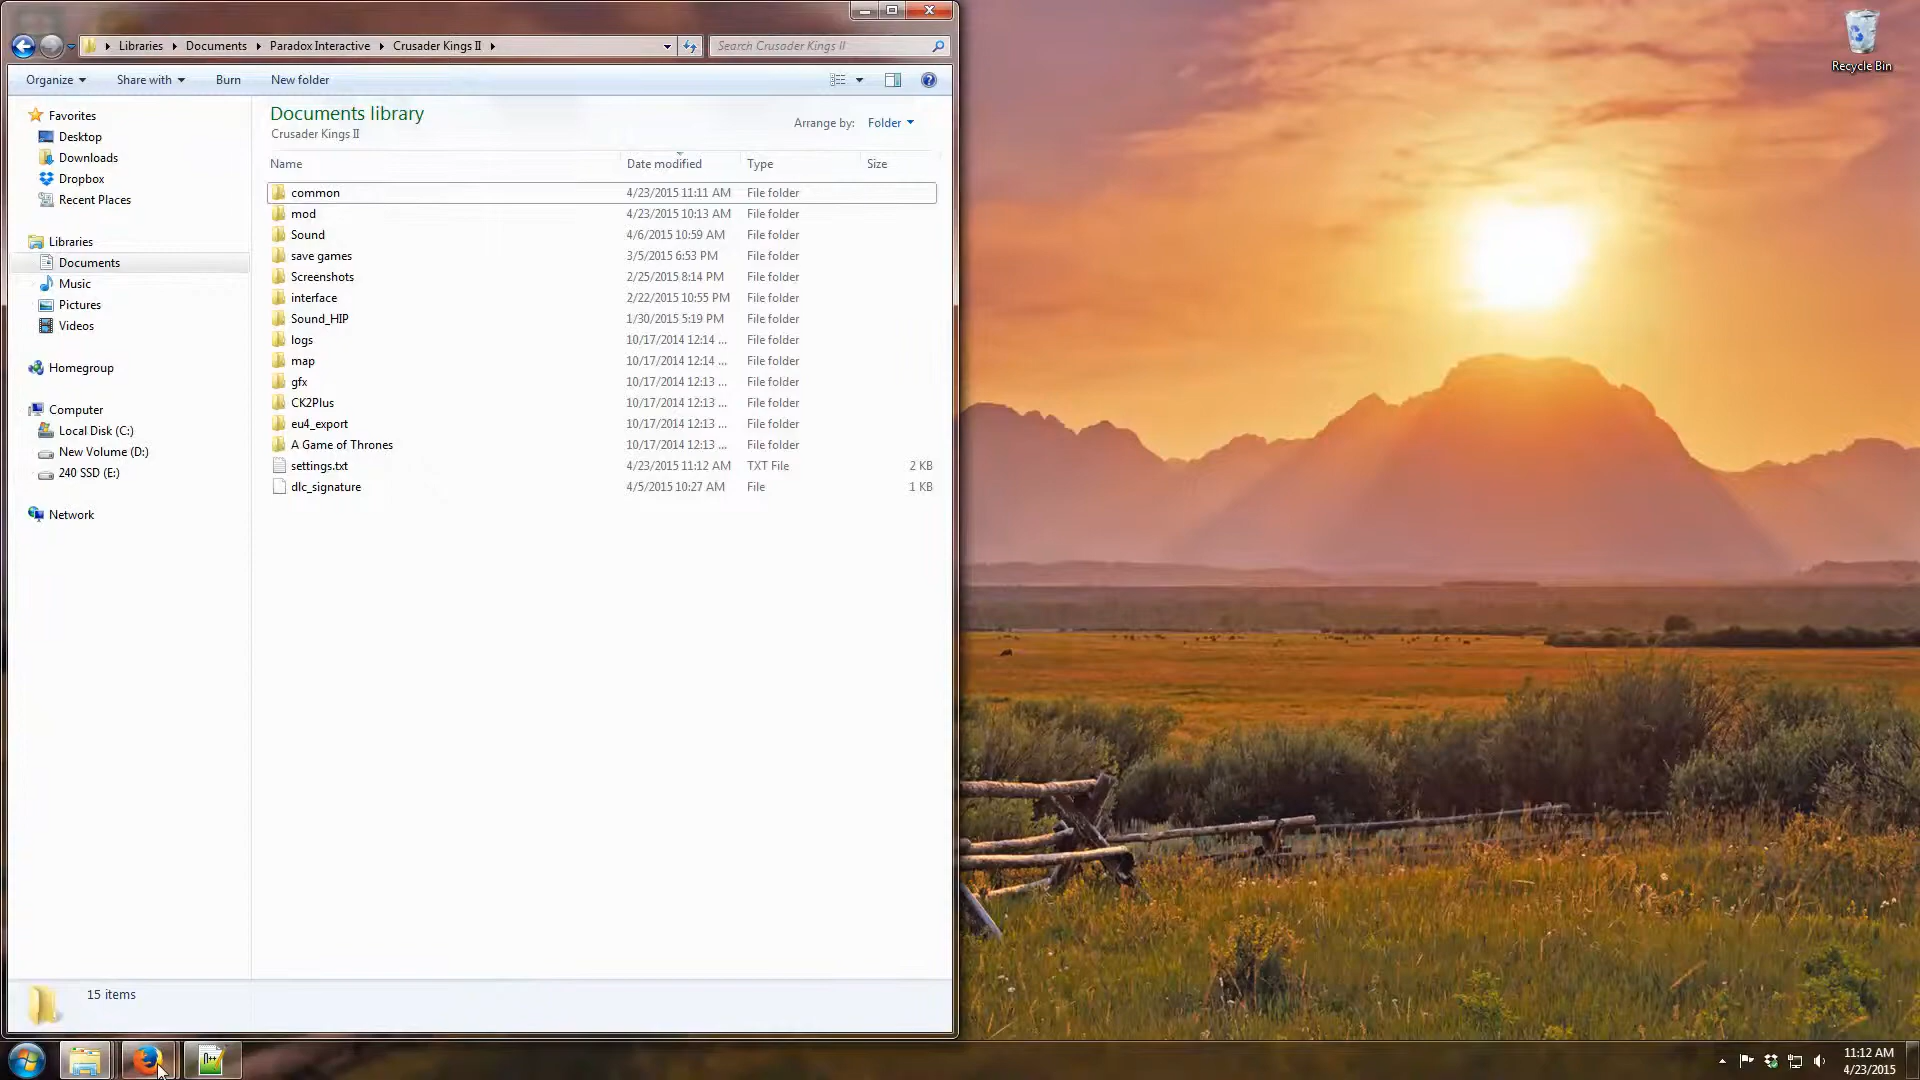 Libraries Documents Paradox Interactive Crusader Kings II Search Crusader Kings II
Recycle Bin
Organize Share with Burn New folder
Favorites
Desktop
Downloads
Dropbox
Recent Places
Libraries
Documents
Music
Pictures
Videos
Homegroup
Computer
Local Disk (C:)
New Volume (D:)
240 SSD (E:)
Network
Documents library
Crusader Kings II
Arrange by: Folder
Name Date modified Type Size
common 4/23/2015 11:11 AM File folder
mod 4/23/2015 10:13 AM File folder
Sound 4/6/2015 10:59 AM File folder
save games 3/5/2015 6:53 PM File folder
Screenshots 2/25/2015 8:14 PM File folder
interface 2/22/2015 10:55 PM File folder
Sound_HIP 1/30/2015 5:19 PM File folder
logs 10/17/2014 12:14 ... File folder
map 10/17/2014 12:14 ... File folder
gfx 10/17/2014 12:13 ... File folder
CK2Plus 10/17/2014 12:13 ... File folder
eu4_export 10/17/2014 12:13 ... File folder
A Game of Thrones 10/17/2014 12:13 ... File folder
settings.txt 4/23/2015 11:12 AM TXT File 2 KB
dlc_signature 4/5/2015 10:27 AM File 1 KB
15 items
11:12 AM
4/23/2015